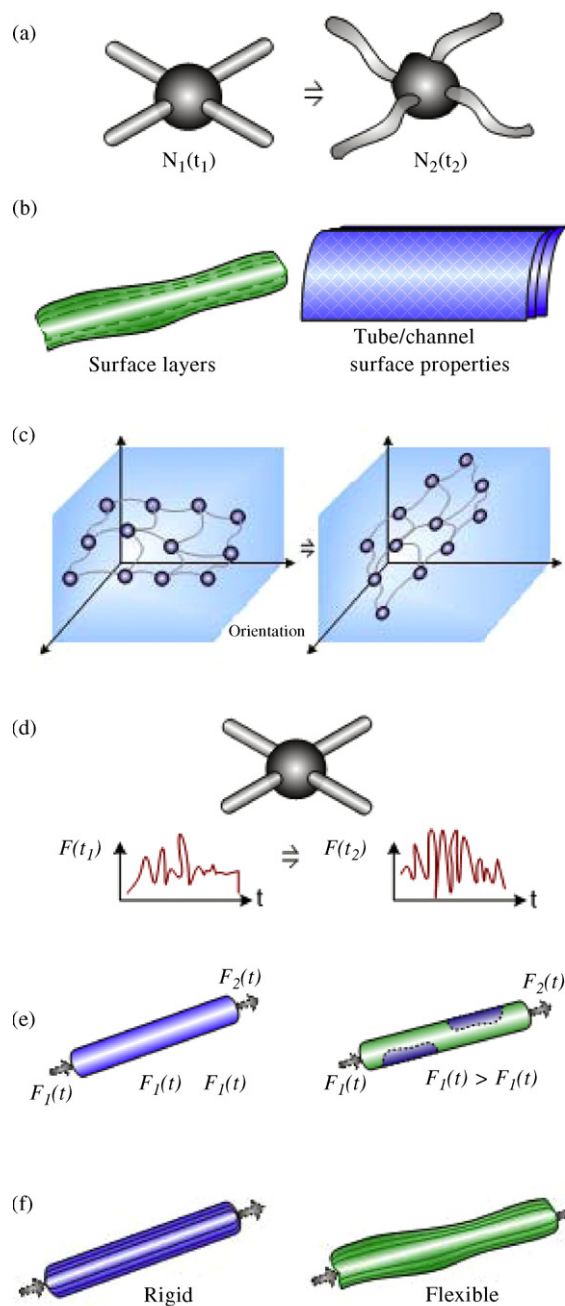 (a)
N₁(t₁)
N₂(t₂)
(b)
Surface layers
Tube/channel
surface properties
(c)
Orientation
(d)
F(t₁)
t
F(t₂)
t
(e)
F₂(t)
F₁(t)
F₁(t) F₁(t)
F₂(t)
F₁(t)
F₁(t) > F₁(t)
(f)
Rigid
Flexible